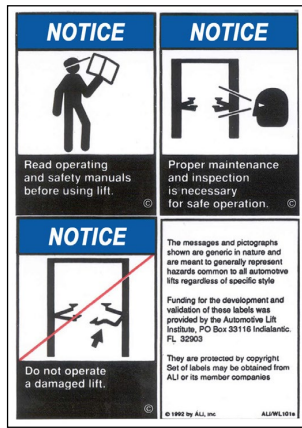 NOTICE
Read operating
and safety manuals
before using lift.
©
NOTICE
Proper maintenance
and inspection
is necessary
for safe operation.
©
NOTICE
Do not operate
a damaged lift.
©
The messages and pictographs
shown are generic in nature and
are meant to generally represent
hazards common to all automotive
lifts regardless of specific style
Funding for the development and
validation of these labels was
provided by the Automotive Lift
Institute, PO Box 33116 Indialantic.
FL 32903
They are protected by copyright
Set of labels may be obtained from
ALI or its member companies
© 1992 by ALI, Inc
ALI/WL101s